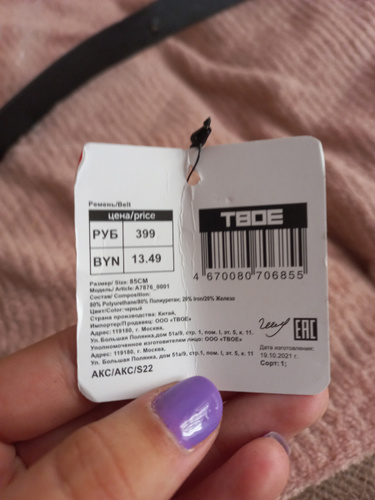 Ремень/Belt
цена/price
РУБ 399
BYN 13.49
Размер/ Size: 85СМ
Модель/ Article: A7876_0001
Состав/ Composition:
80% Polyurethane/80% Полиуретан; 20% Iron/20% Железо
Цвет/Color: черный
Страна производства: Китай,
Импортер/Продавец: ООО «ТВОЕ»
Адрес: 119180, г. Москва,
Ул. Большая Полянка, дом 51а/9, стр.1, пом. I, эт. 5, к. 11
Уполномоченное изготовителем лицо: ООО «ТВОЕ»
Адрес: 119180, г. Москва,
Ул. Большая Полянка, дом 51а/9, стр.1, пом. I, эт. 5, к. 11
АКС/АКС/S22
ТВОЕ
4 670080 706855
EAC
Дата изготовления:
19.10.2021 г.
Сорт: 1;